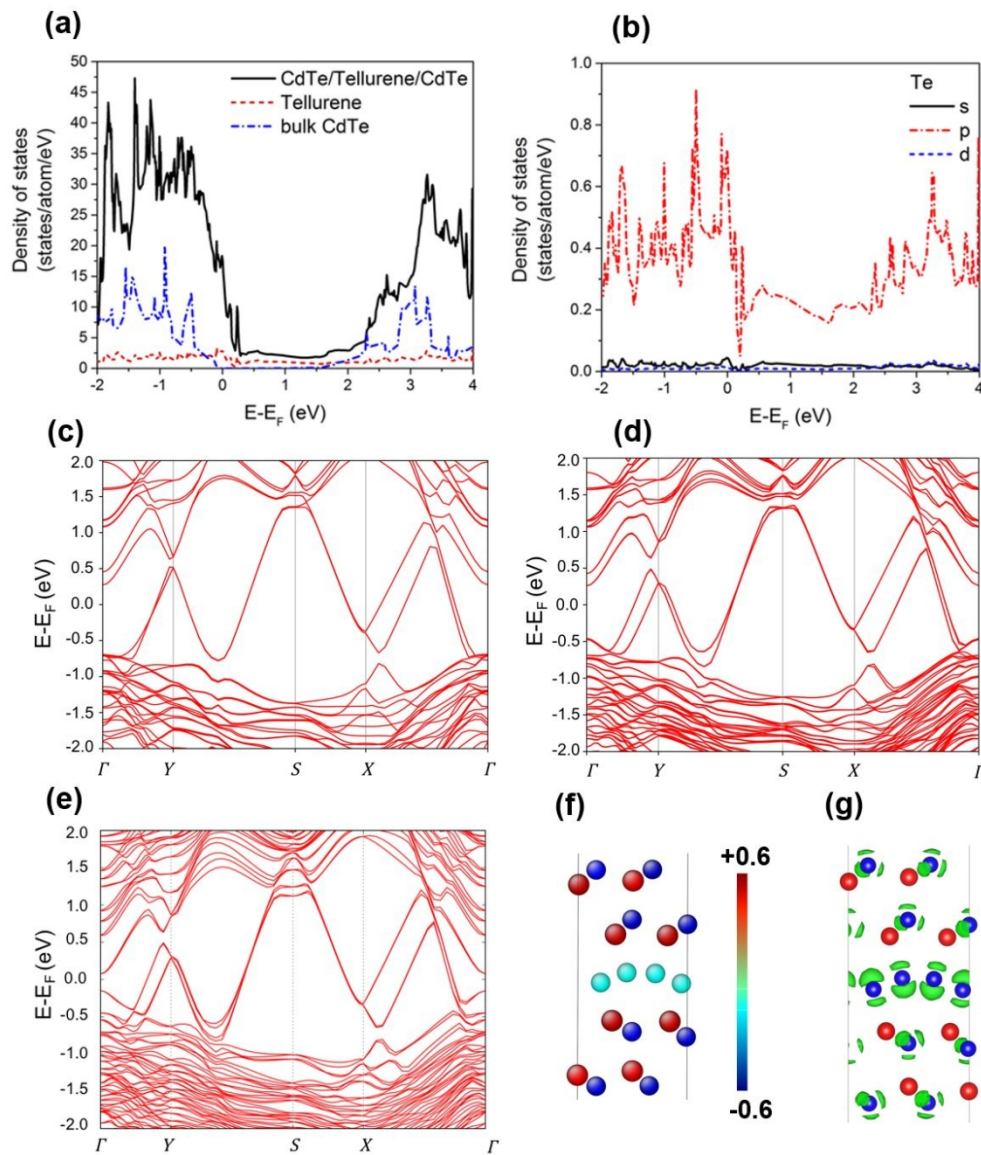 (a)
50
45
40
35
30
25
20
15
10
5
0
Density of states
(states/atom/eV)
CdTe/Tellurene/CdTe
Tellurene
bulk CdTe
-2 -1 0 1 2 3 4
E-EF (eV)
(b)
1.0
0.8
0.6
0.4
0.2
0.0
Density of states
(states/atom/eV)
Te
s
p
d
-2 -1 0 1 2 3 4
E-EF (eV)
(c)
2.0
1.5
1.0
0.5
0.0
-0.5
-1.0
-1.5
-2.0
E-EF (eV)
Γ Y S X Γ
(d)
2.0
1.5
1.0
0.5
0.0
-0.5
-1.0
-1.5
-2.0
E-EF (eV)
Γ Y S X I
(e)
2.0
1.5
1.0
0.5
0.0
-0.5
-1.0
-1.5
-2.0
E-EF (eV)
Γ Y S X Γ
(f)
+0.6
-0.6
(g)